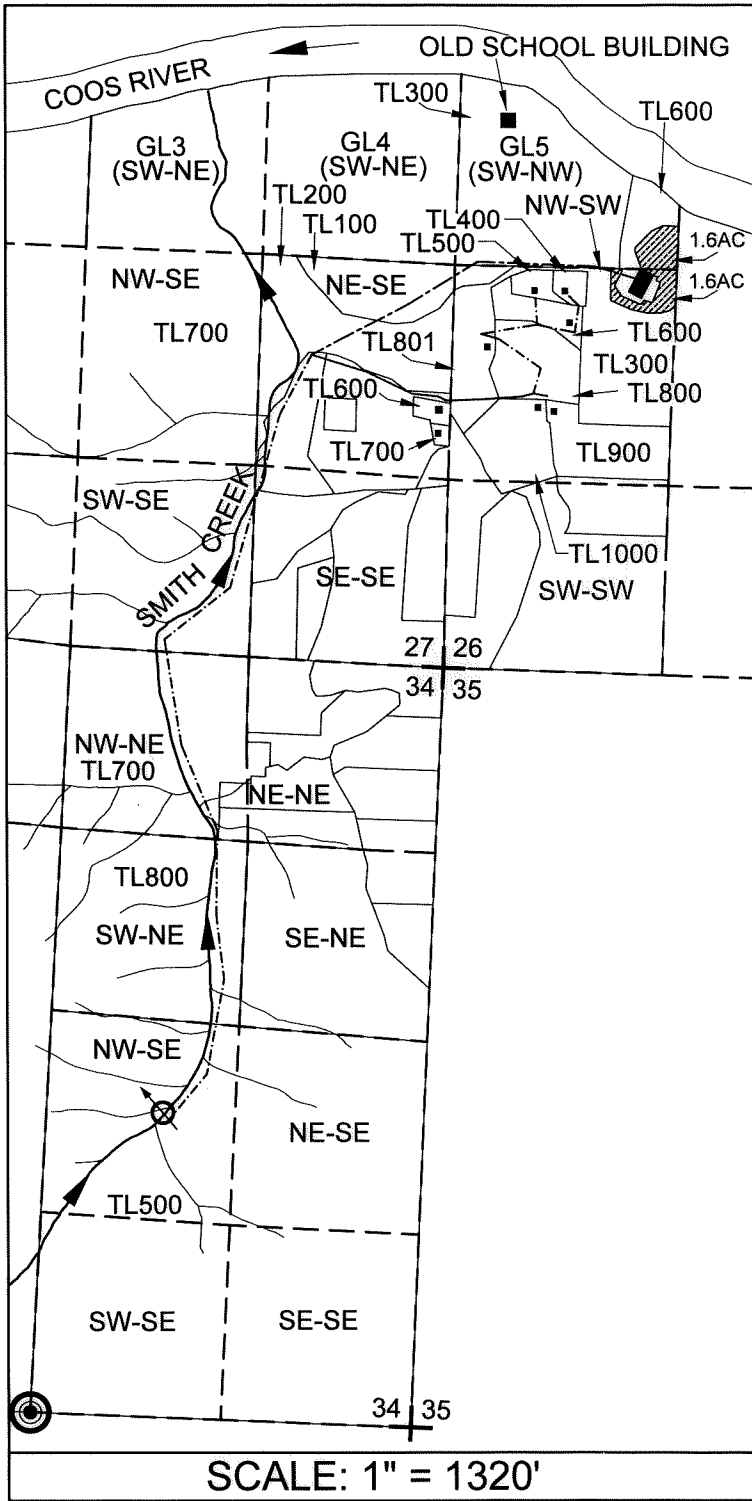 OLD SCHOOL BUILDING
COOS RIVER
TL300
TL600
GL3
(SW-NE)
GL4
(SW-NE)
GL5
(SW-NW)
TL200
TL100
NW-SW
TL400
TL500
1.6AC
1.6AC
NW-SE
NE-SE
TL700
TL801
TL600
TL300
TL600
TL800
TL700
TL900
SW-SE
SMITH CREEK
TL1000
SE-SE
SW-SW
27 26
34 35
NW-NE
TL700
NE-NE
TL800
SW-NE
SE-NE
NW-SE
NE-SE
TL500
SW-SE
SE-SE
34 35
SCALE: 1" = 1320'